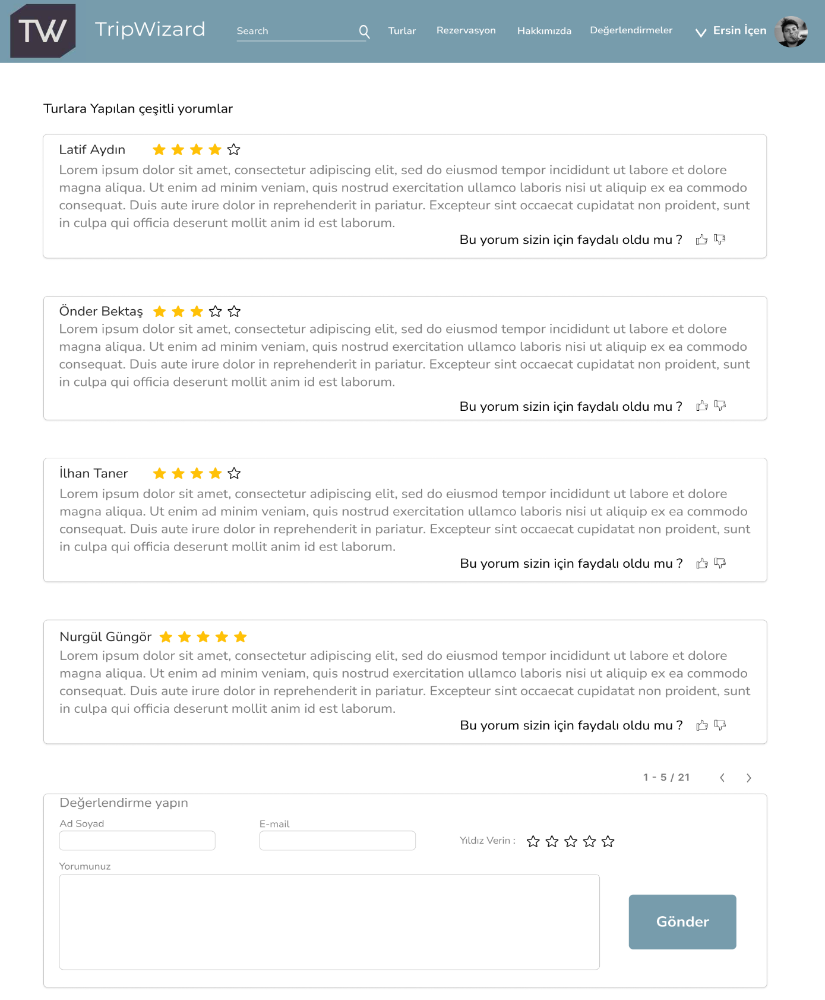 TW
TripWizard
Search
Turlar
Rezervasyon
Hakkımızda
Değerlendirmeler
Ersin İçen
Turlara Yapılan çeşitli yorumlar
Latif Aydın
Lorem ipsum dolor sit amet, consectetur adipiscing elit, sed do eiusmod tempor incididunt ut labore et dolore
magna aliqua. Ut enim ad minim veniam, quis nostrud exercitation ullamco laboris nisi ut aliquip ex ea commodo
consequat. Duis aute irure dolor in reprehenderit in pariatur. Excepteur sint occaecat cupidatat non proident, sunt
in culpa qui officia deserunt mollit anim id est laborum.
Bu yorum sizin için faydalı oldu mu ?
Önder Bektaş
Lorem ipsum dolor sit amet, consectetur adipiscing elit, sed do eiusmod tempor incididunt ut labore et dolore
magna aliqua. Ut enim ad minim veniam, quis nostrud exercitation ullamco laboris nisi ut aliquip ex ea commodo
consequat. Duis aute irure dolor in reprehenderit in pariatur. Excepteur sint occaecat cupidatat non proident, sunt
in culpa qui officia deserunt mollit anim id est laborum.
Bu yorum sizin için faydalı oldu mu ?
İlhan Taner
Lorem ipsum dolor sit amet, consectetur adipiscing elit, sed do eiusmod tempor incididunt ut labore et dolore
magna aliqua. Ut enim ad minim veniam, quis nostrud exercitation ullamco laboris nisi ut aliquip ex ea commodo
consequat. Duis aute irure dolor in reprehenderit in pariatur. Excepteur sint occaecat cupidatat non proident, sunt
in culpa qui officia deserunt mollit anim id est laborum.
Bu yorum sizin için faydalı oldu mu ?
Nurgül Güngör
Lorem ipsum dolor sit amet, consectetur adipiscing elit, sed do eiusmod tempor incididunt ut labore et dolore
magna aliqua. Ut enim ad minim veniam, quis nostrud exercitation ullamco laboris nisi ut aliquip ex ea commodo
consequat. Duis aute irure dolor in reprehenderit in pariatur. Excepteur sint occaecat cupidatat non proident, sunt
in culpa qui officia deserunt mollit anim id est laborum.
Bu yorum sizin için faydalı oldu mu ?
1 - 5 / 21
Değerlendirme yapın
Ad Soyad
E-mail
Yıldız Verin :
Yorumunuz
Gönder